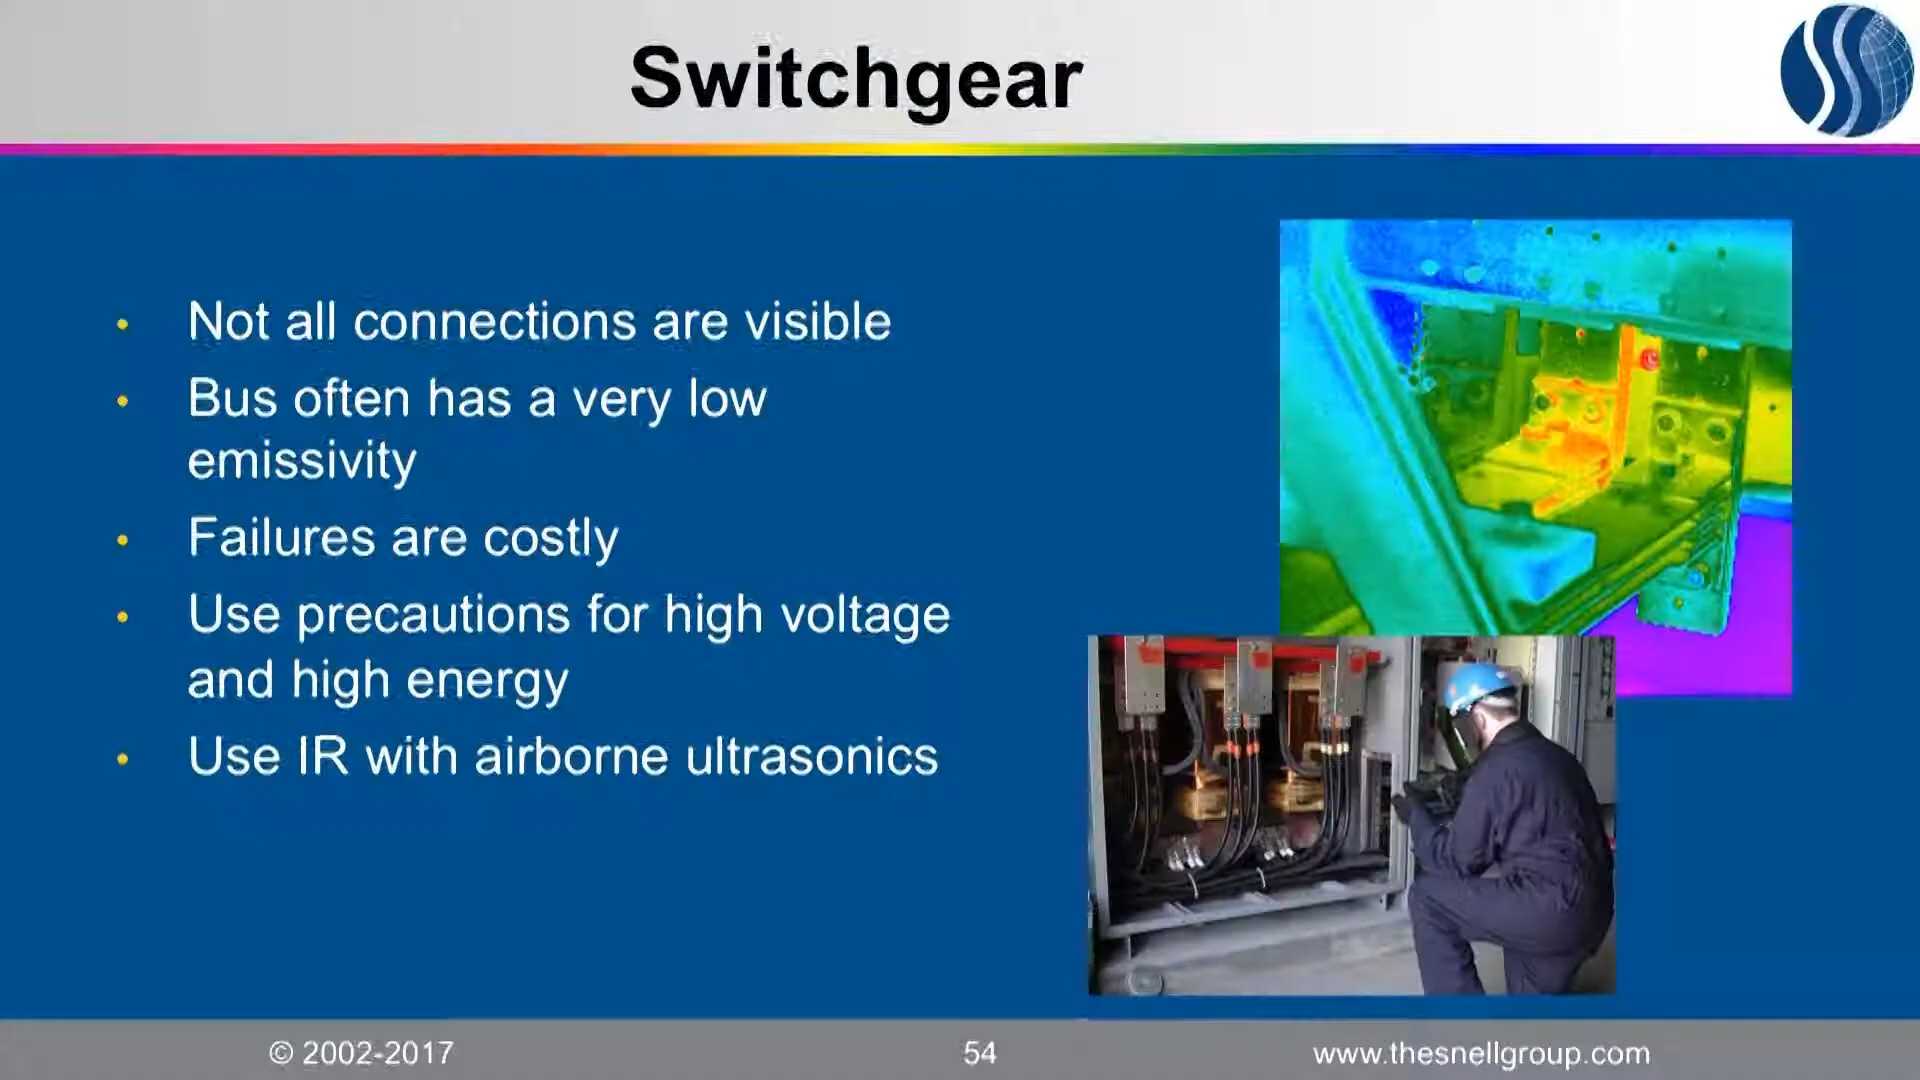 Switchgear
• Not all connections are visible
• Bus often has a very low
emissivity
• Failures are costly
• Use precautions for high voltage
and high energy
• Use IR with airborne ultrasonics
© 2002-2017
54
www.thesnellgroup.com